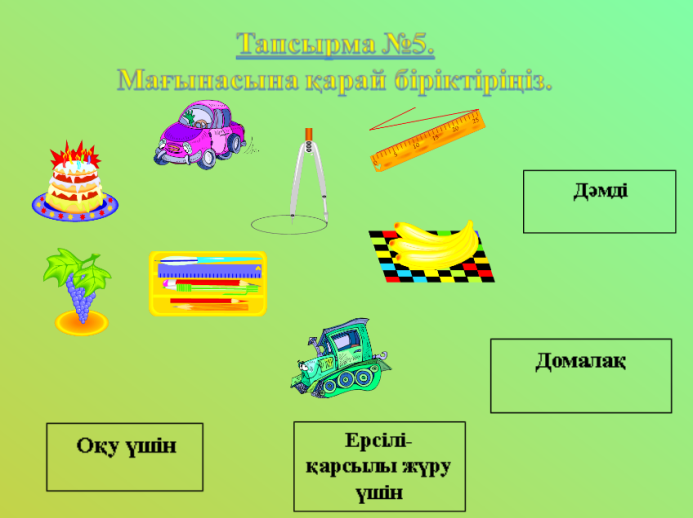 Тапсырма №5.
Мағынасына қарай біріктіріңіз.
Дәмді
Домалақ
Оқу үшін
Ерсілі-
қарсылы жүру
үшін